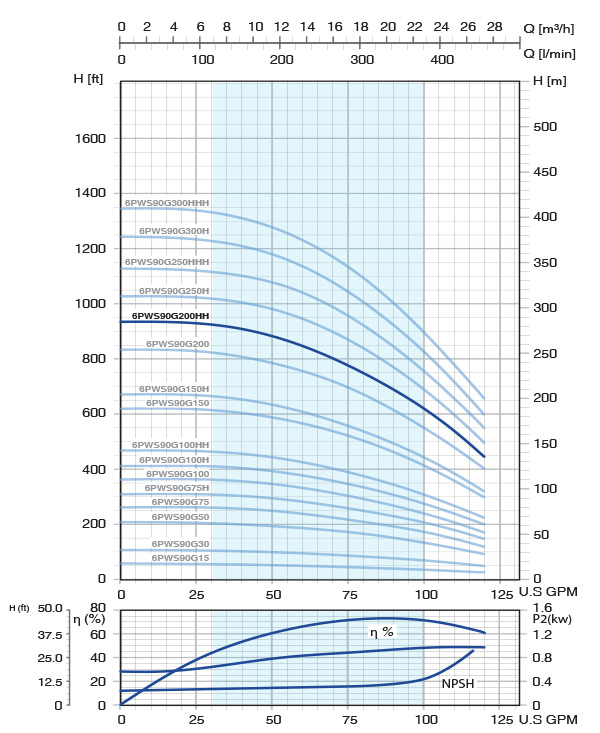 0 2 4 6 8 10 12 14 16 18 20 22 24 26 28 Q [m³/h]
0 100 200 300 400 Q [l/min]
H [ft] H [m]
500
1600
450
1400
6PWS90G300HHH
400
6PWS90G300H
1200
6PWS90G250HHH
350
6PWS90G250H
1000
300
6PWS90G200HH
6PWS90G200
800
250
6PWS90G150H
200
6PWS90G150
600
6PWS90G100HH
150
6PWS90G100H
400
6PWS90G100
100
6PWS90G75H
6PWS90G75
6PWS90G50
200
50
6PWS90G30
6PWS90G15
0 0
0 25 50 75 100 125 U.S GPM
H (ft) 50.0 80 1.6
η (%) P2(kw)
37.5 60 η % 1.2
25.0 40 0.8
12.5 20 NPSH 0.4
0 0 0
0 25 50 75 100 125 U.S GPM